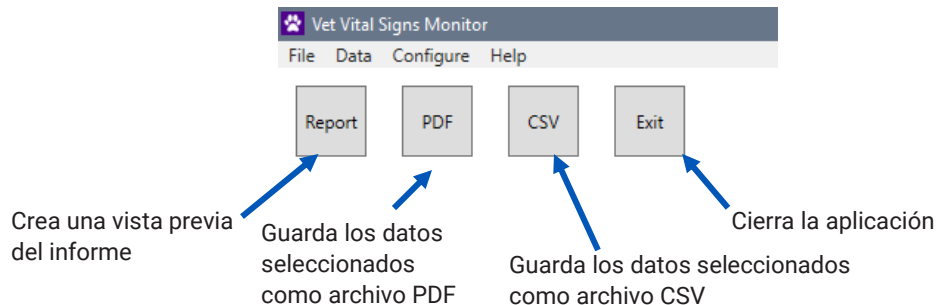 Vet Vital Signs Monitor
File Data Configure Help
Report PDF CSV Exit
Crea una vista previa
del informe
Guarda los datos
seleccionados
como archivo PDF
Guarda los datos seleccionados
como archivo CSV
Cierra la aplicación